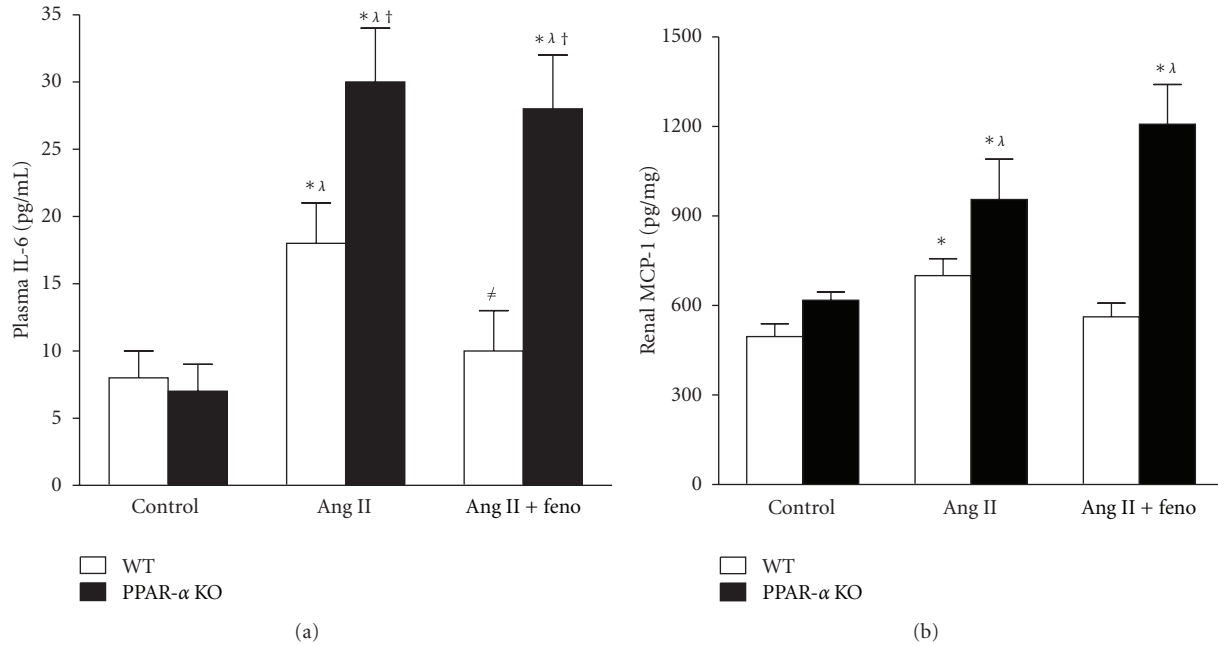 Plasma IL-6 (pg/mL)
35
30
25
20
15
10
5
0
* λ
* λ †
≠
* λ †
Control
Ang II
Ang II + feno
WT
PPAR-α KO
(a)
Renal MCP-1 (pg/mg)
1500
1200
900
600
300
0
*
* λ
* λ
Control
Ang II
Ang II + feno
WT
PPAR-α KO
(b)